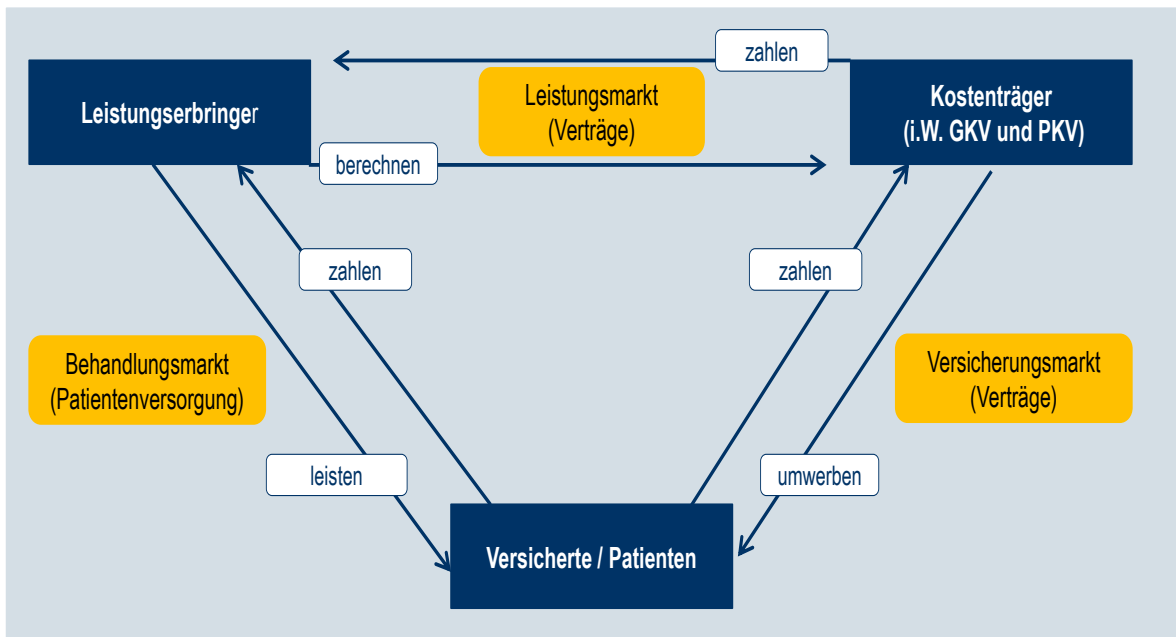 zahlen
Leistungserbringer
Leistungsmarkt
(Verträge)
Kostenträger
(i.W. GKV und PKV)
berechnen
zahlen
zahlen
Behandlungsmarkt
(Patientenversorgung)
Versicherungsmarkt
(Verträge)
leisten
umwerben
Versicherte / Patienten